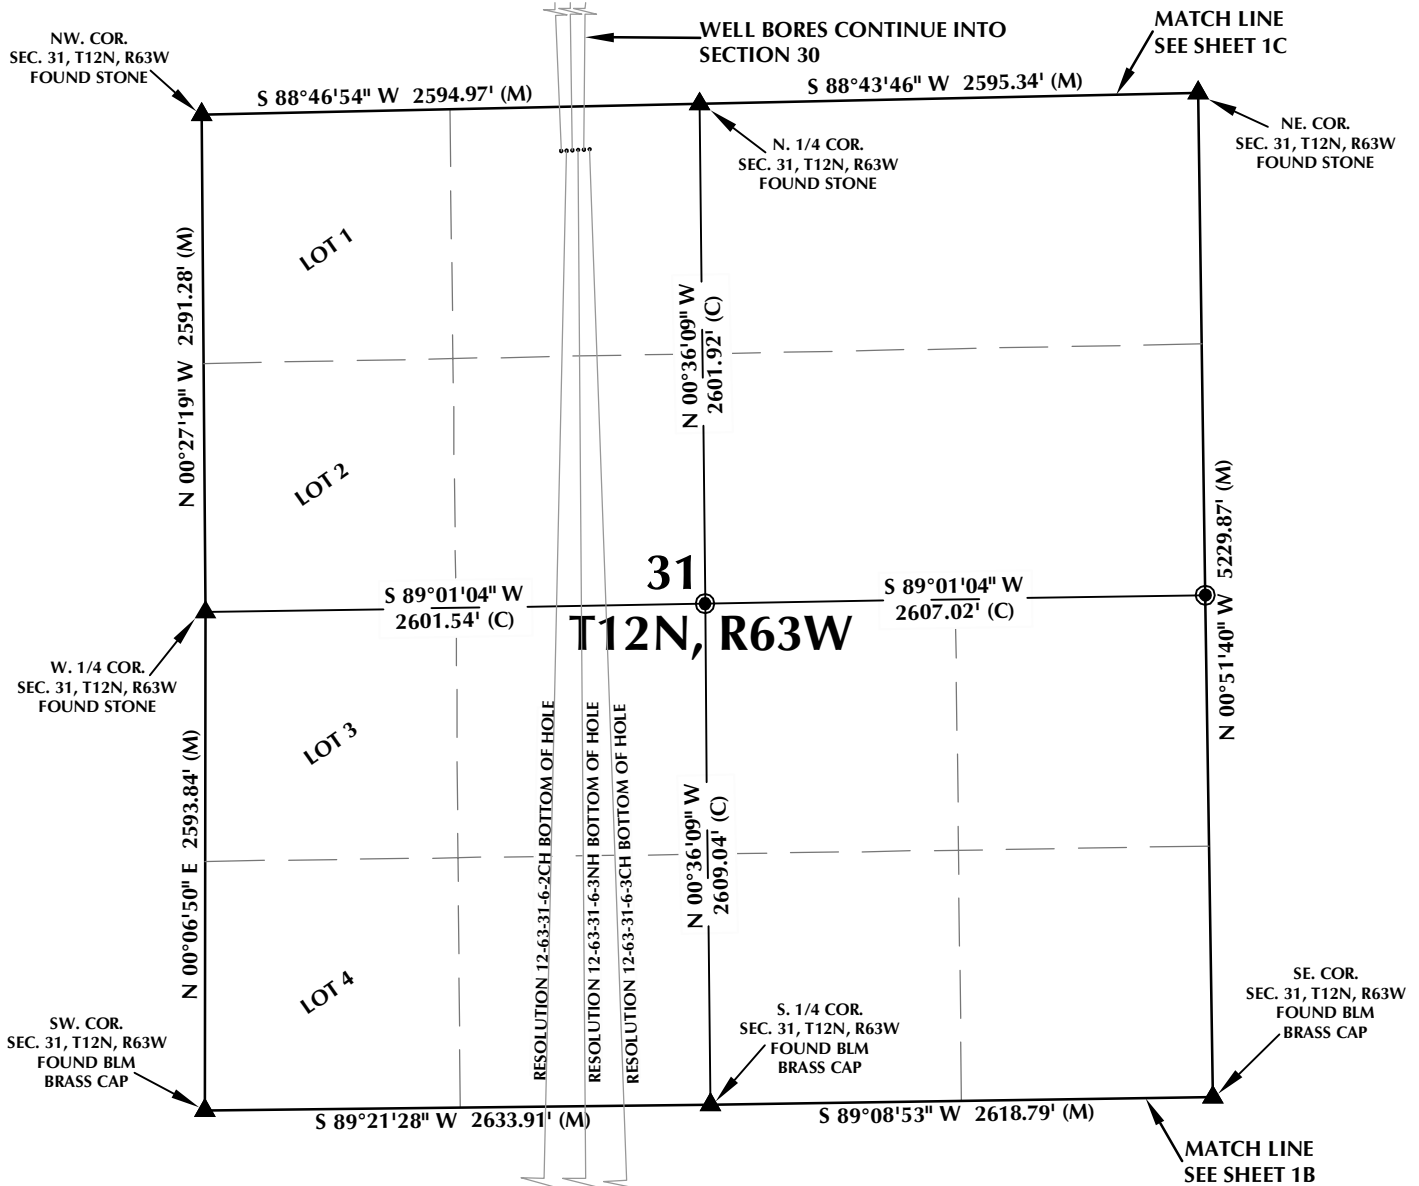 WELL BORES CONTINUE INTO
SECTION 30
MATCH LINE
SEE SHEET 1C
NW. COR.
SEC. 31, T12N, R63W
FOUND STONE
S 88°46'54" W 2594.97' (M)
S 88°43'46" W 2595.34' (M)
N. 1/4 COR.
SEC. 31, T12N, R63W
FOUND STONE
NE. COR.
SEC. 31, T12N, R63W
FOUND STONE
LOT 1
N 00°27'19" W 2591.28' (M)
N 00°36'09" W
2601.92' (C)
LOT 2
N 00°51'40" W 5229.87' (M)
31
T12N, R63W
S 89°01'04" W
2601.54' (C)
S 89°01'04" W
2607.02' (C)
W. 1/4 COR.
SEC. 31, T12N, R63W
FOUND STONE
LOT 3
N 00°06'50" E 2593.84' (M)
RESOLUTION 12-63-31-6-2CH BOTTOM OF HOLE
RESOLUTION 12-63-31-6-3NH BOTTOM OF HOLE
RESOLUTION 12-63-31-6-3CH BOTTOM OF HOLE
N 00°36'09" W
2609.04' (C)
LOT 4
SW. COR.
SEC. 31, T12N, R63W
FOUND BLM
BRASS CAP
S. 1/4 COR.
SEC. 31, T12N, R63W
FOUND BLM
BRASS CAP
SE. COR.
SEC. 31, T12N, R63W
FOUND BLM
BRASS CAP
S 89°21'28" W 2633.91' (M)
S 89°08'53" W 2618.79' (M)
MATCH LINE
SEE SHEET 1B